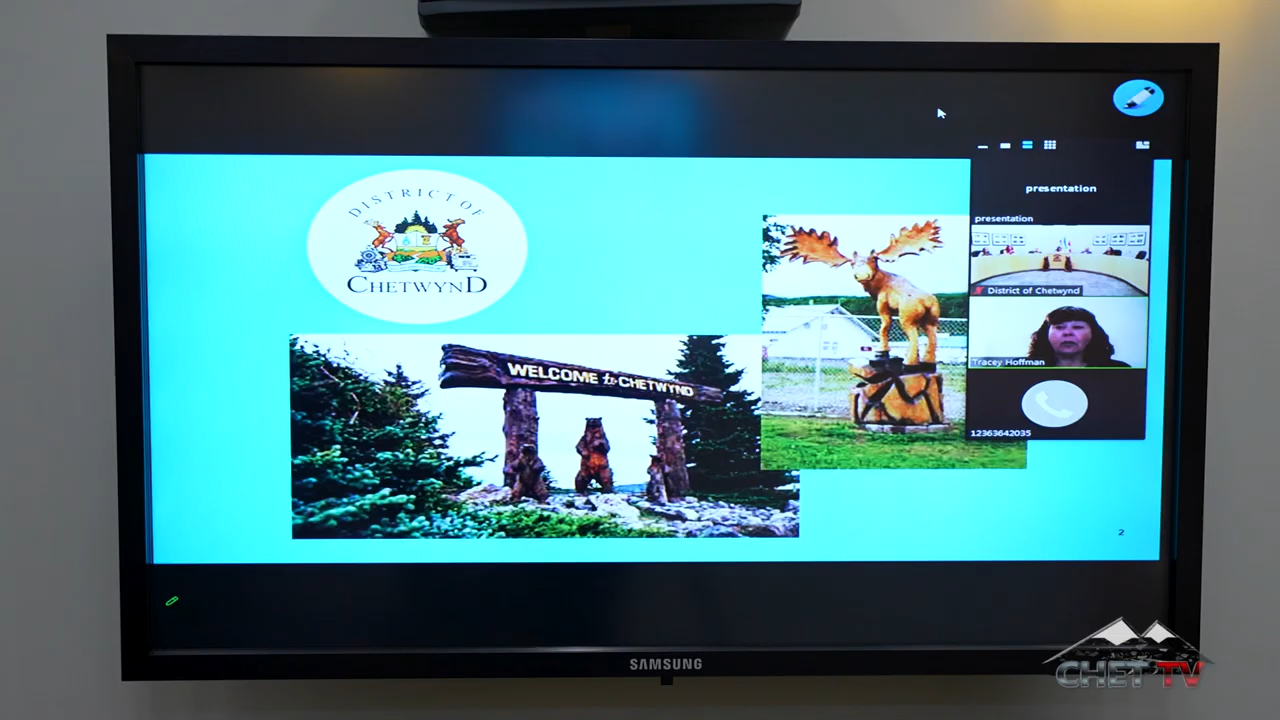 DISTRICT OF
CHETWYND
WELCOME to CHETWYND
presentation
presentation
District of Chetwynd
Tracey Hoffman
12363642035
2
SAMSUNG
CHET TV